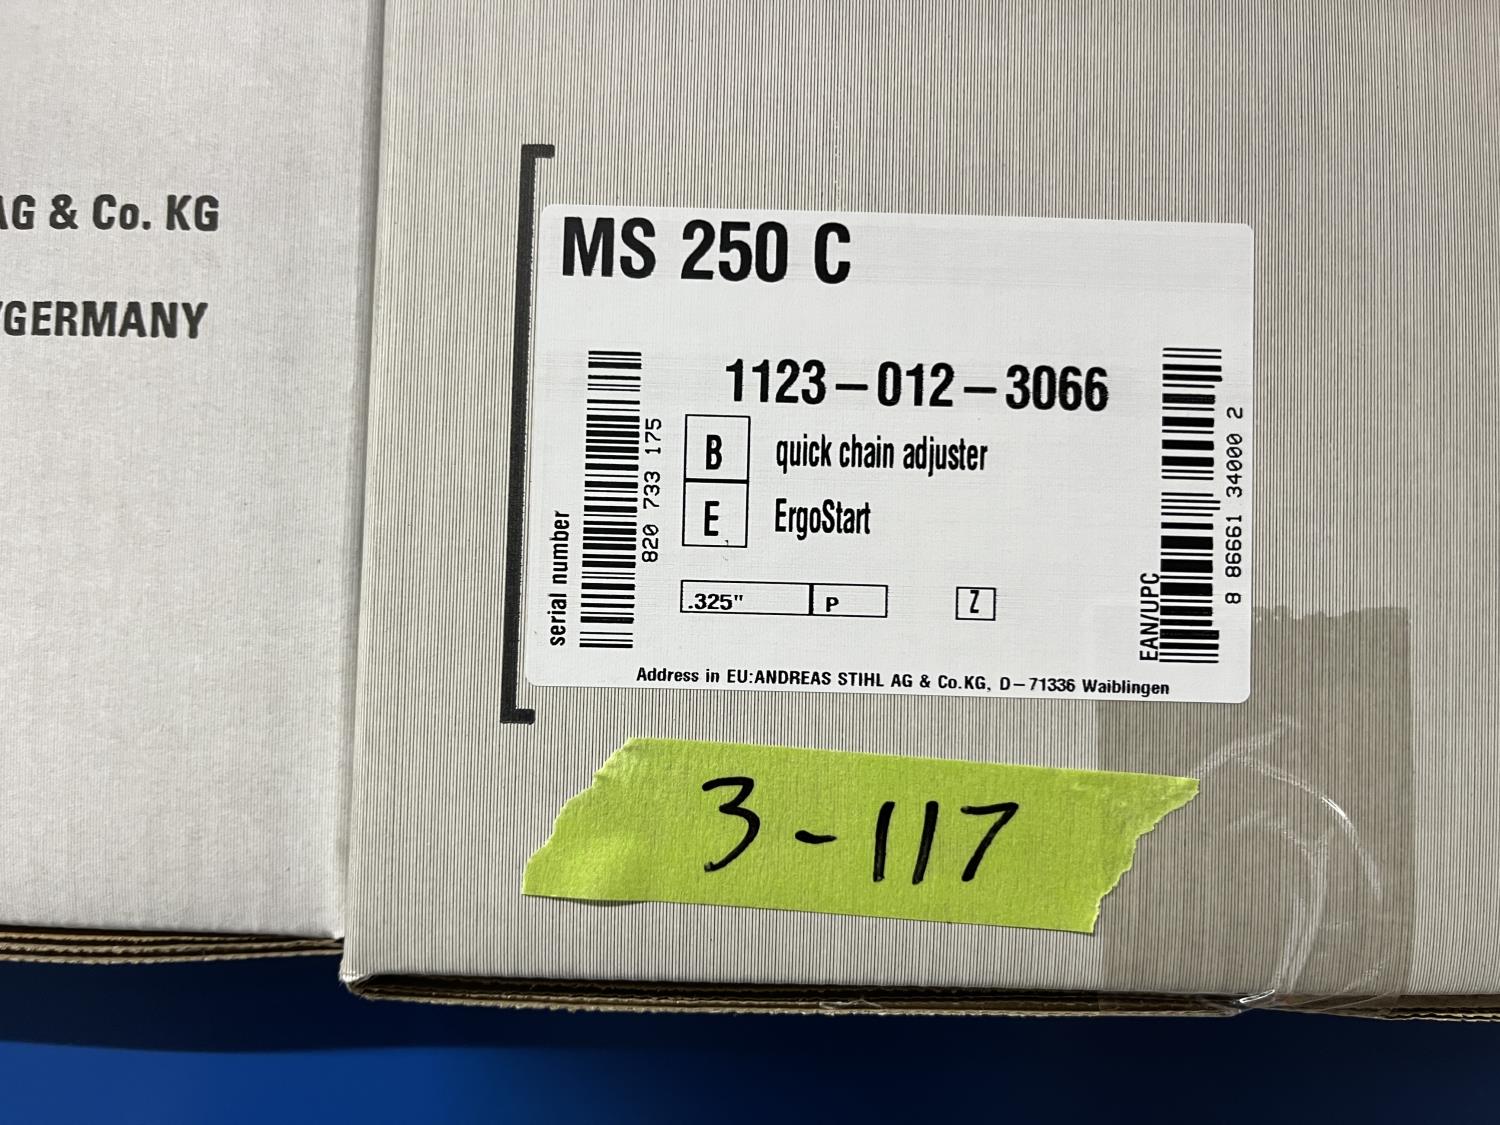 AG & Co. KG
/GERMANY
MS 250 C
1123-012-3066
B quick chain adjuster
E ErgoStart
.325" P Z
serial number
820 733 175
EAN/UPC
8 86661 34000 2
Address in EU:ANDREAS STIHL AG & Co.KG, D-71336 Waiblingen
3-117